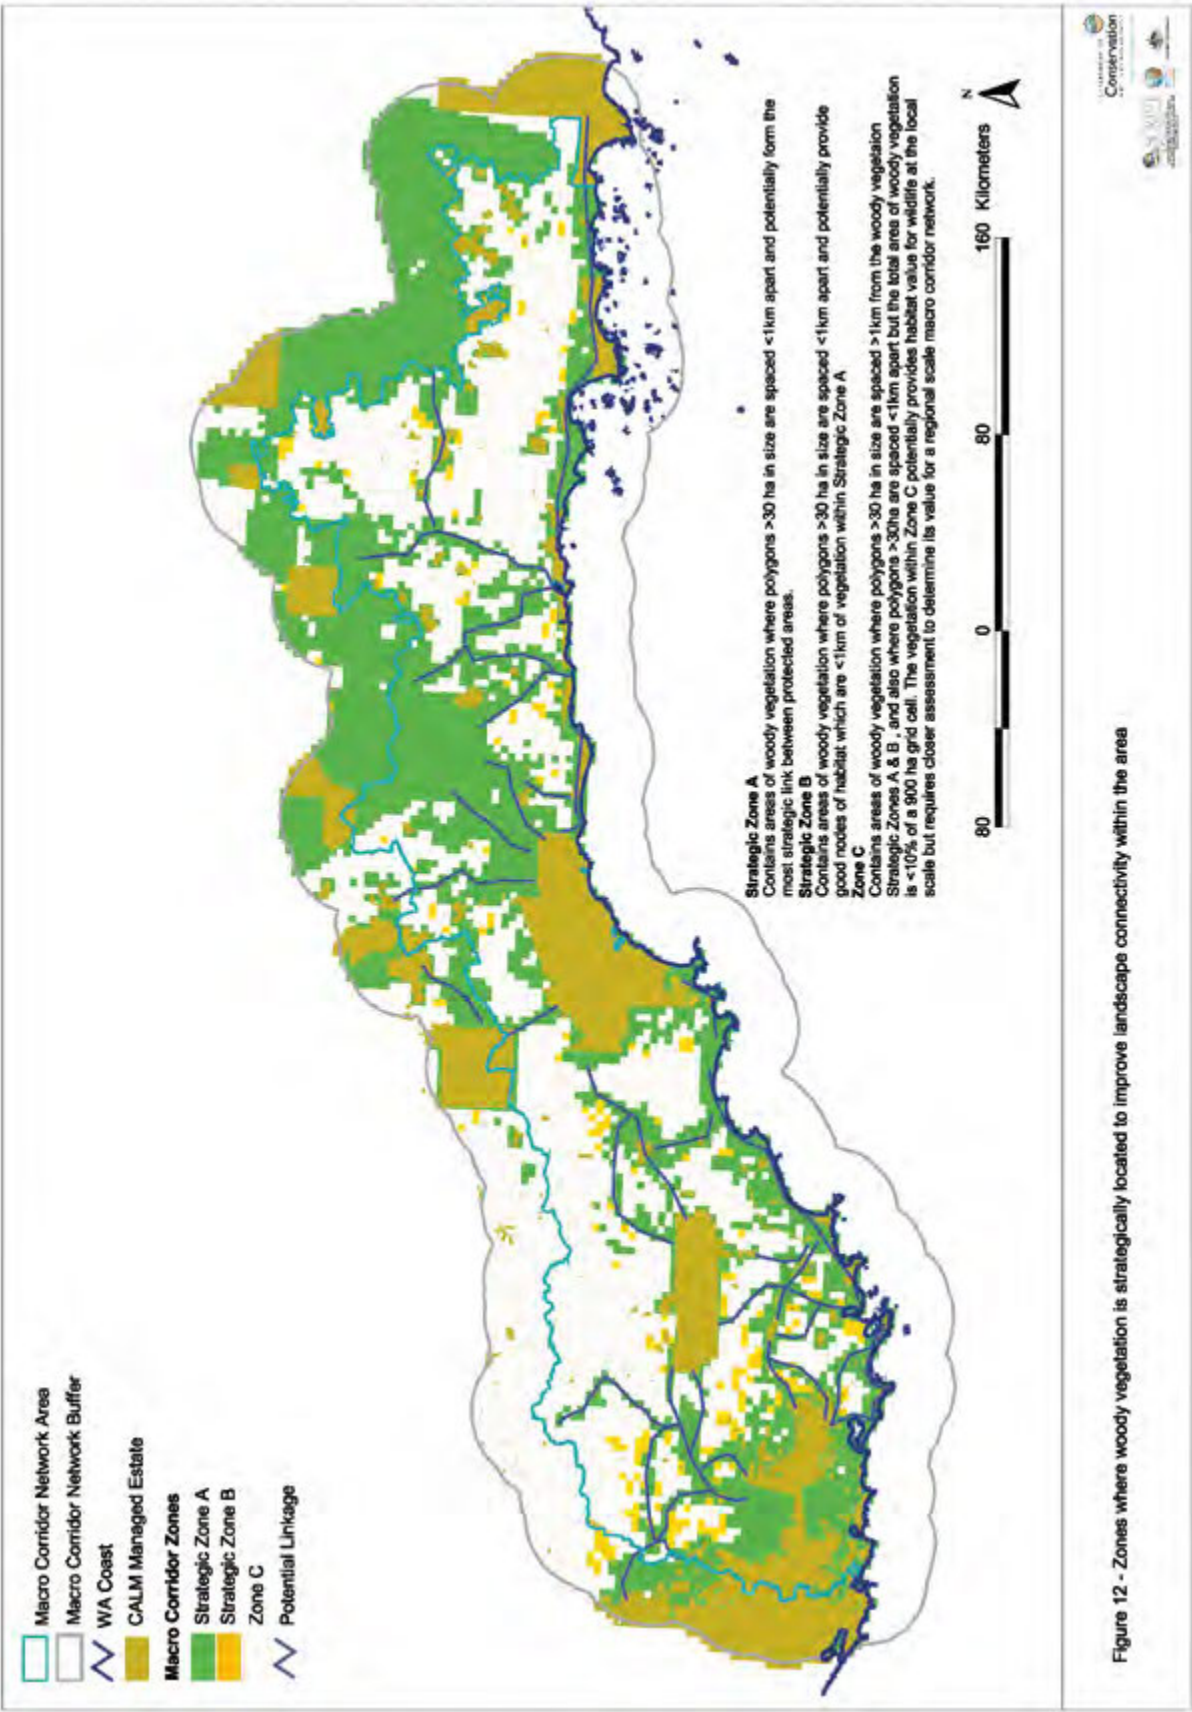 Macro Corridor Network Area
Macro Corridor Network Buffer
WA Coast
CALM Managed Estate
Macro Corridor Zones
Strategic Zone A
Strategic Zone B
Zone C
Potential Linkage
Strategic Zone A
Contains areas of woody vegetation where polygons >30 ha in size are spaced <1km apart and potentially form the
most strategic link between protected areas.
Strategic Zone B
Contains areas of woody vegetation where polygons >30 ha in size are spaced <1km apart and potentially provide
good nodes of habitat which are <1km of vegetation within Strategic Zone A
Zone C
Contains areas of woody vegetation where polygons >30 ha in size are spaced >1km from the woody vegetaion
Strategic Zones A & B , and also where polygons >30ha are spaced <1km apart but the total area of woody vegetation
is <10% of a 900 ha grid cell. The vegetation within Zone C potentially provides habitat value for wildlife at the local
scale but requires closer assessment to determine its value for a regional scale macro corridor network.
N
80 0 80 160 Kilometers
Figure 12 - Zones where woody vegetation is strategically located to improve landscape connectivity within the area
Conservation